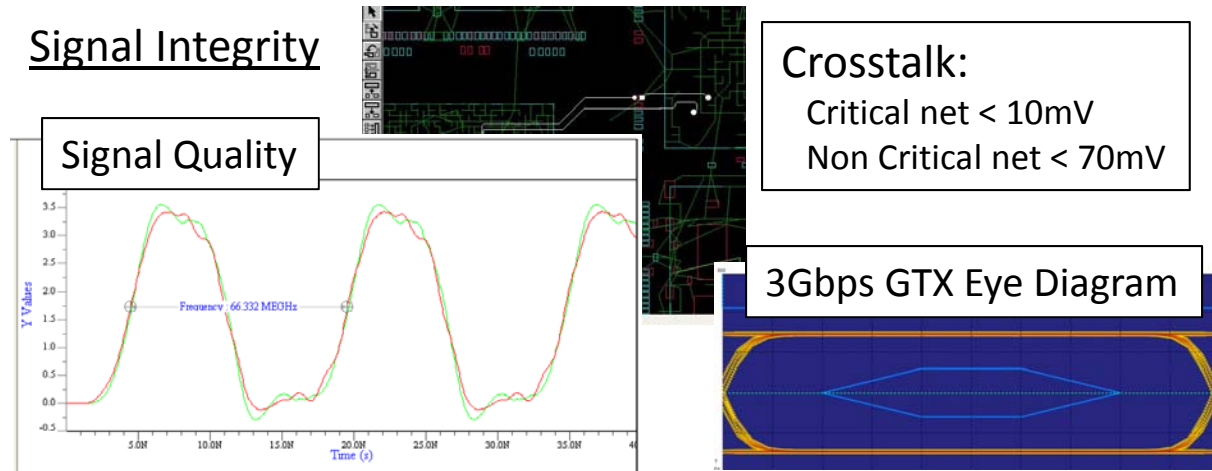 Signal Integrity
Crosstalk:
Critical net < 10mV
Non Critical net < 70mV
Signal Quality
3.5
3.0
2.5
2.0
1.5
1.0
0.5
0.0
-0.5
Y Values
Frequency : 66.332 MEGHz
5.0N 10.0N 15.0N 20.0N 25.0N 30.0N 35.0N 40
Time (s)
3Gbps GTX Eye Diagram